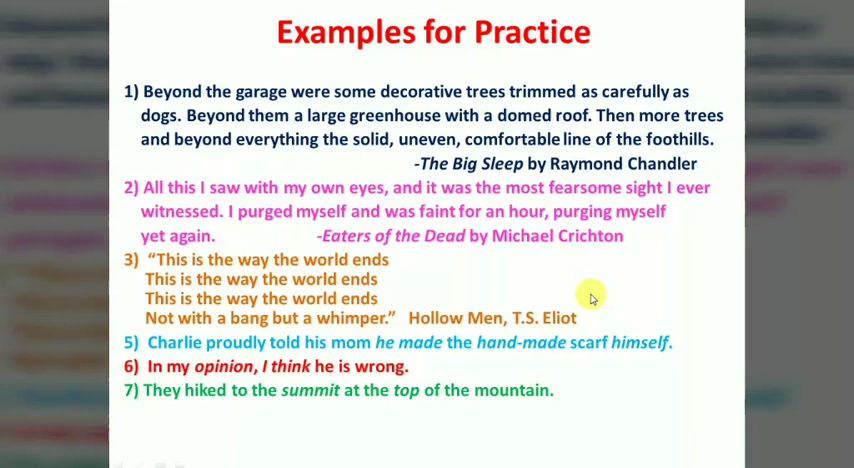 Examples for Practice
1) Beyond the garage were some decorative trees trimmed as carefully as
dogs. Beyond them a large greenhouse with a domed roof. Then more trees
and beyond everything the solid, uneven, comfortable line of the foothills.
-The Big Sleep by Raymond Chandler
2) All this I saw with my own eyes, and it was the most fearsome sight I ever
witnessed. I purged myself and was faint for an hour, purging myself
yet again. -Eaters of the Dead by Michael Crichton
3) “This is the way the world ends
This is the way the world ends
This is the way the world ends
Not with a bang but a whimper.” Hollow Men, T.S. Eliot
5) Charlie proudly told his mom he made the hand-made scarf himself.
6) In my opinion, I think he is wrong.
7) They hiked to the summit at the top of the mountain.